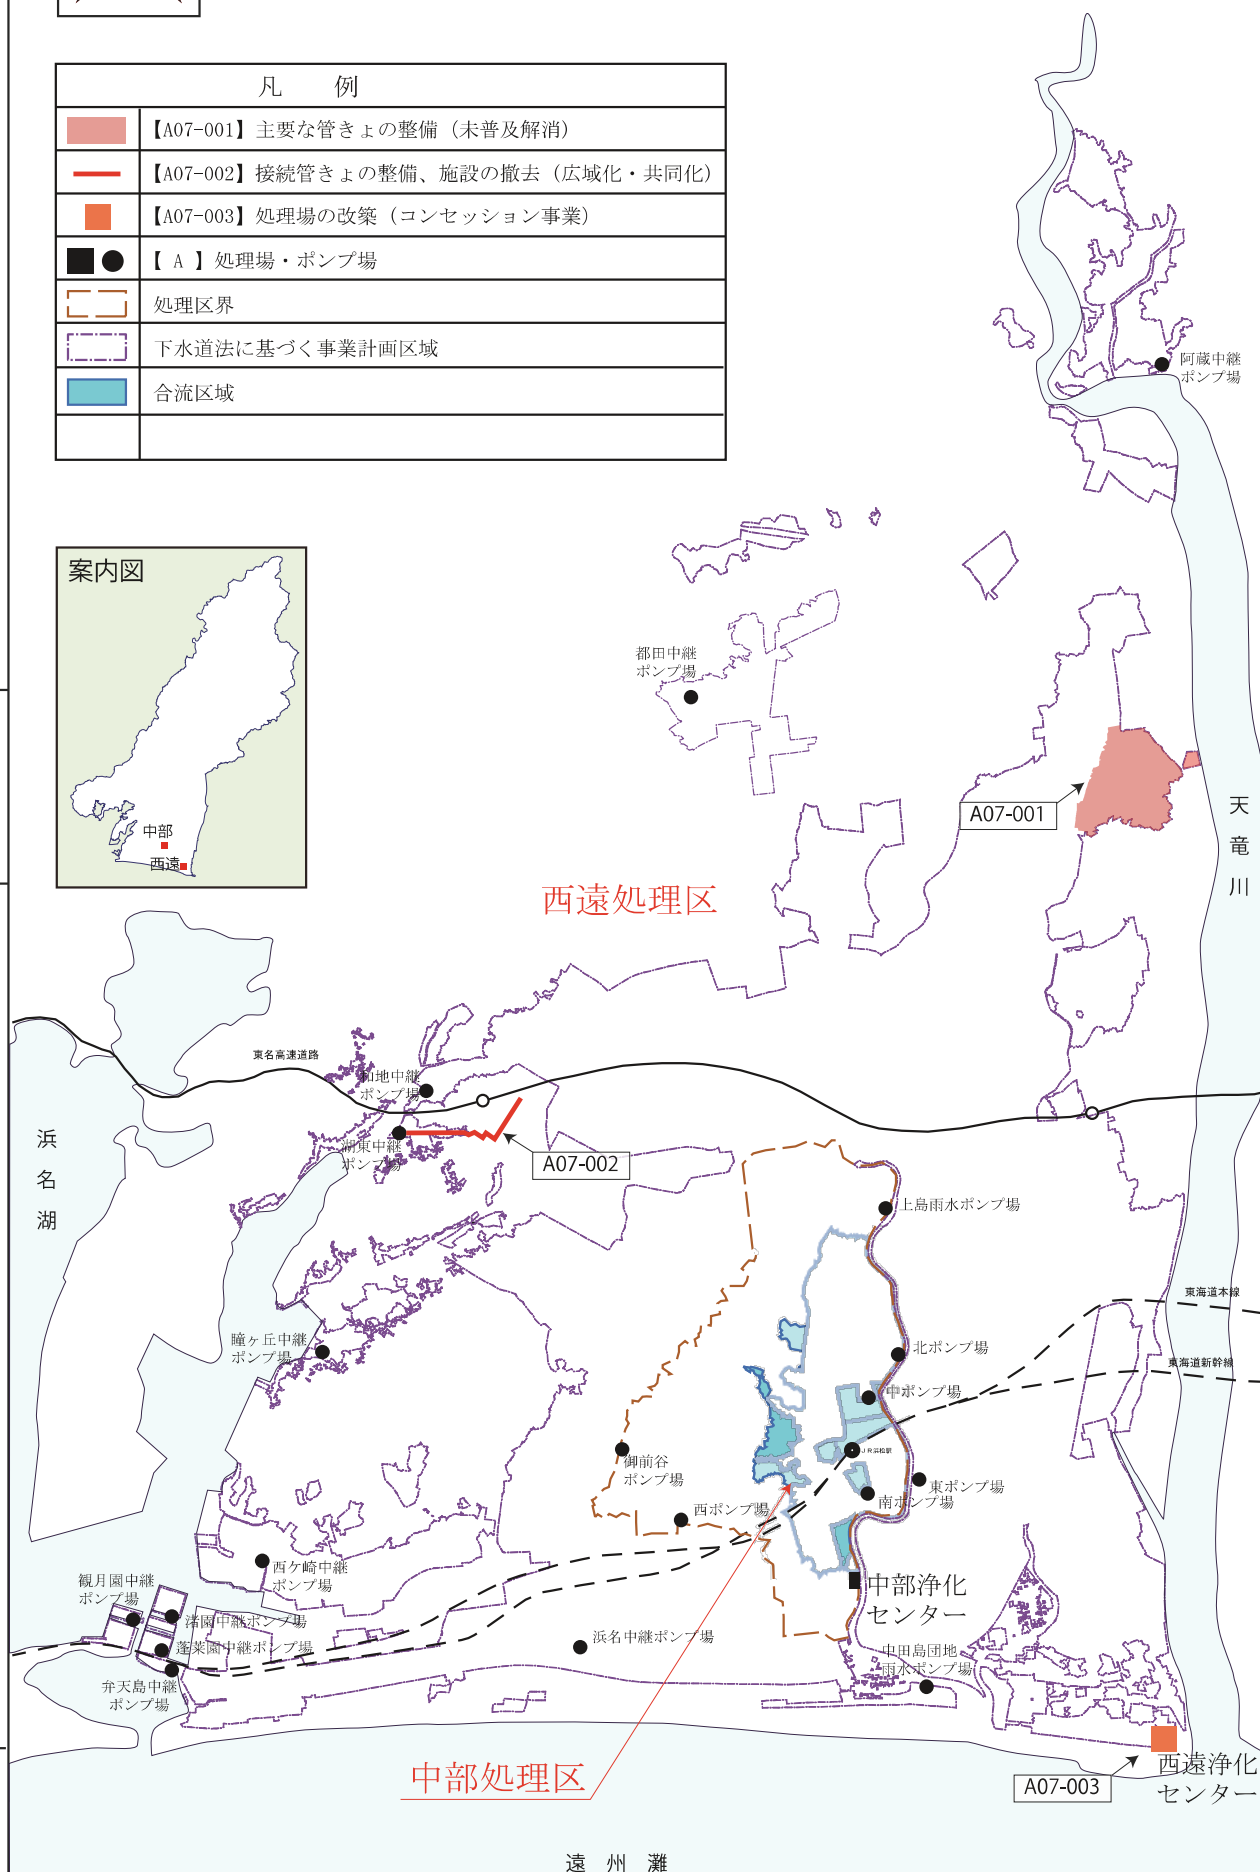 凡 例
【A07-001】主要な管きょの整備（未普及解消）
【A07-002】接続管きょの整備、施設の撤去（広域化・共同化）
【A07-003】処理場の改築（コンセッション事業）
【 A 】処理場・ポンプ場
処理区界
下水道法に基づく事業計画区域
合流区域
案内図
中部
西遠
阿蔵中継
ポンプ場
都田中継
ポンプ場
A07-001
天竜川
西遠処理区
東名高速道路
和地中継
ポンプ場
湖東中継
ポンプ場
A07-002
浜名湖
上島雨水ポンプ場
東海道本線
東海道新幹線
瞳ヶ丘中継
ポンプ場
北ポンプ場
中ポンプ場
JR浜松駅
御前谷
ポンプ場
東ポンプ場
南ポンプ場
西ポンプ場
西ケ崎中継
ポンプ場
中部浄化
センター
観月園中継
ポンプ場
渚園中継ポンプ場
蓬莱園中継ポンプ場
弁天島中継
ポンプ場
浜名中継ポンプ場
中田島団地
雨水ポンプ場
中部処理区
西遠浄化
センター
A07-003
遠州灘